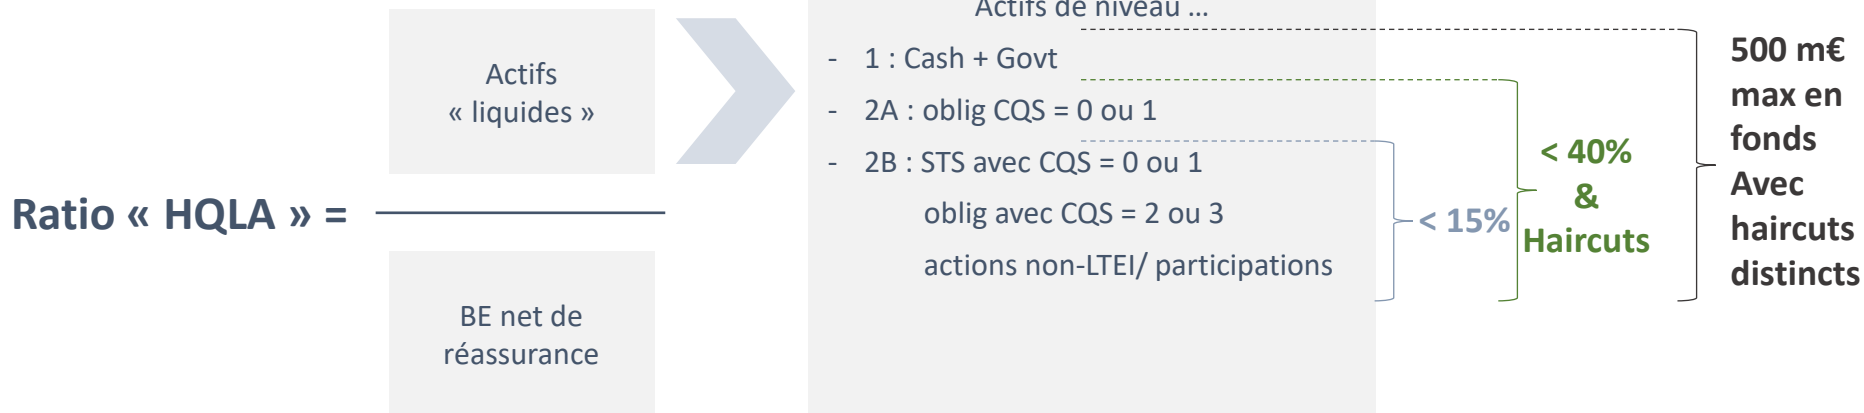 Actifs de niveau ...
Actifs
« liquides »
- 1 : Cash + Govt
- 2A : oblig CQS = 0 ou 1
- 2B : STS avec CQS = 0 ou 1
oblig avec CQS = 2 ou 3
actions non-LTEI/ participations
Ratio « HQLA » =
BE net de
réassurance
< 15%
< 40%
&
Haircuts
500 m€
max en
fonds
Avec
haircuts
distincts